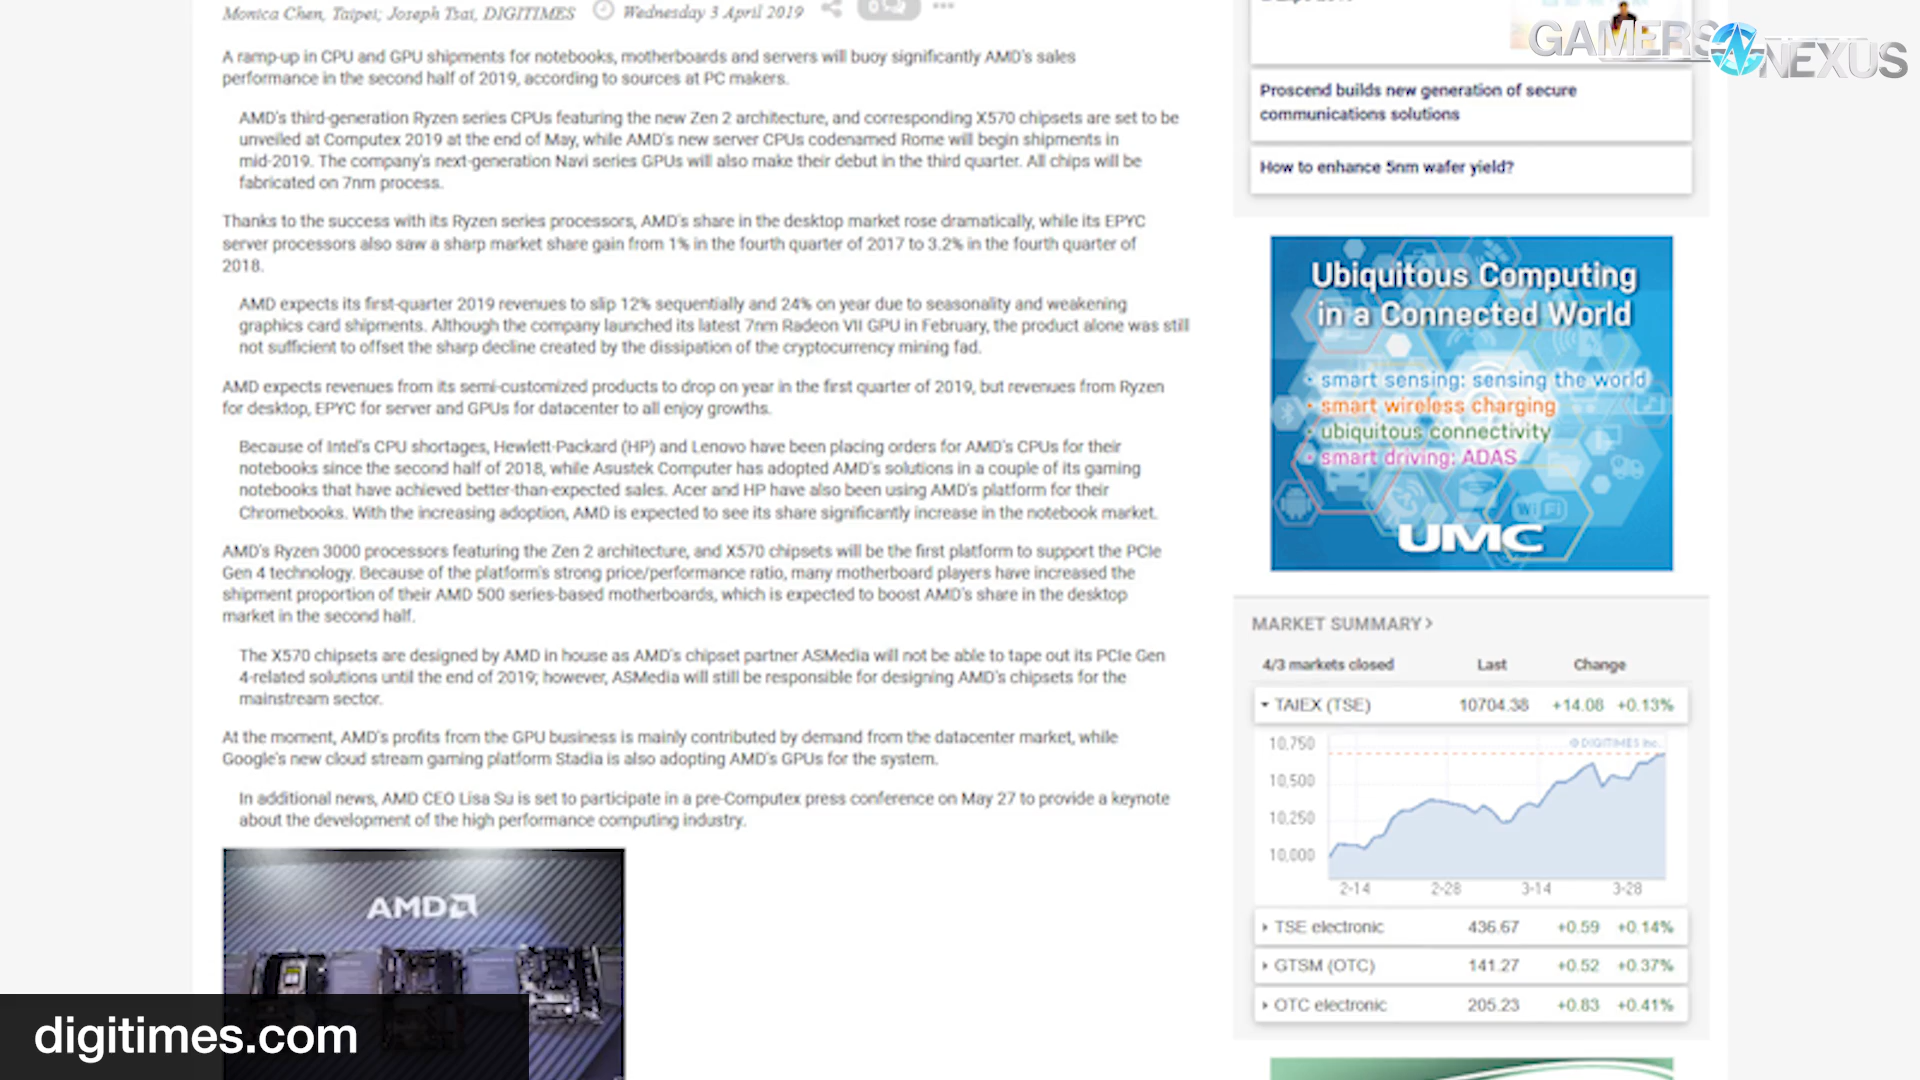 Monica Chen, Taipei; Joseph Tsai, DIGITIMES
Wednesday 3 April 2019
A ramp-up in CPU and GPU shipments for notebooks, motherboards and servers will buoy significantly AMD's sales
performance in the second half of 2019, according to sources at PC makers.
AMD's third-generation Ryzen series CPUs featuring the new Zen 2 architecture, and corresponding X570 chipsets are set to be
unveiled at Computex 2019 at the end of May, while AMD's new server CPUs codenamed Rome will begin shipments in
mid-2019. The company's next-generation Navi series GPUs will also make their debut in the third quarter. All chips will be
fabricated on 7nm process.
Thanks to the success with its Ryzen series processors, AMD's share in the desktop market rose dramatically, while its EPYC
server processors also saw a sharp market share gain from 1% in the fourth quarter of 2017 to 3.2% in the fourth quarter of
2018.
AMD expects its first-quarter 2019 revenues to slip 12% sequentially and 24% on year due to seasonality and weakening
graphics card shipments. Although the company launched its latest 7nm Radeon VII GPU in February, the product alone was still
not sufficient to offset the sharp decline created by the dissipation of the cryptocurrency mining fad.
AMD expects revenues from its semi-customized products to drop on year in the first quarter of 2019, but revenues from Ryzen
for desktop, EPYC for server and GPUs for datacenter to all enjoy growths.
Because of Intel's CPU shortages, Hewlett-Packard (HP) and Lenovo have been placing orders for AMD's CPUs for their
notebooks since the second half of 2018, while Asustek Computer has adopted AMD's solutions in a couple of its gaming
notebooks that have achieved better-than-expected sales. Acer and HP have also been using AMD's platform for their
Chromebooks. With the increasing adoption, AMD is expected to see its share significantly increase in the notebook market.
AMD's Ryzen 3000 processors featuring the Zen 2 architecture, and X570 chipsets will be the first platform to support the PCIe
Gen 4 technology. Because of the platform's strong price/performance ratio, many motherboard players have increased the
shipment proportion of their AMD 500 series-based motherboards, which is expected to boost AMD's share in the desktop
market in the second half.
The X570 chipsets are designed by AMD in house as AMD's chipset partner ASMedia will not be able to tape out its PCIe Gen
4-related solutions until the end of 2019; however, ASMedia will still be responsible for designing AMD's chipsets for the
mainstream sector.
At the moment, AMD's profits from the GPU business is mainly contributed by demand from the datacenter market, while
Google's new cloud stream gaming platform Stadia is also adopting AMD's GPUs for the system.
In additional news, AMD CEO Lisa Su is set to participate in a pre-Computex press conference on May 27 to provide a keynote
about the development of the high performance computing industry.
AMD
digitimes.com
GAMERS NEXUS
Proscend builds new generation of secure
communications solutions
How to enhance 5nm wafer yield?
Ubiquitous Computing
in a Connected World
• smart sensing: sensing the world
• smart wireless charging
• ubiquitous connectivity
• smart driving: ADAS
WiFi
UMC
MARKET SUMMARY
4/3 markets closed Last Change
TAIEX (TSE) 10704.38 +14.08 +0.13%
© DIGITIMES Inc.
10,750
10,500
10,250
10,000
2-14 2-28 3-14 3-28
TSE electronic 436.67 +0.59 +0.14%
GTSM (OTC) 141.27 +0.52 +0.37%
OTC electronic 205.23 +0.83 +0.41%